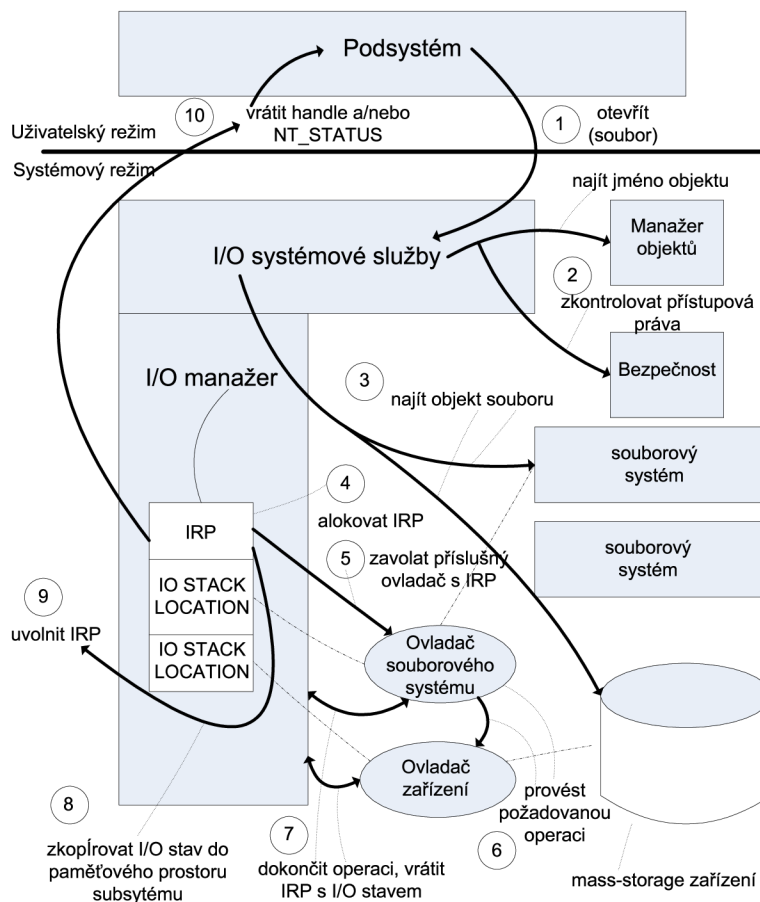 Podsystém
10
vrátit handle a/nebo
NT_STATUS
1
otevřít
(soubor)
Uživatelský režim
Systémový režim
najít jméno objektu
Manažer
objektů
I/O systémové služby
2
zkontrolovat přístupová
práva
Bezpečnost
I/O manažer
3
najít objekt souboru
souborový
systém
4
alokovat IRP
IRP
5
zavolat příslušný
ovladač s IRP
souborový
systém
IO STACK
LOCATION
9
uvolnit IRP
IO STACK
LOCATION
Ovladač
souborového
systému
Ovladač
zařízení
provést
požadovanou
operaci
6
8
zkopĺrovat I/O stav do
paměťového prostoru
subsytému
7
dokončit operaci, vrátit
IRP s I/O stavem
mass-storage zařízení